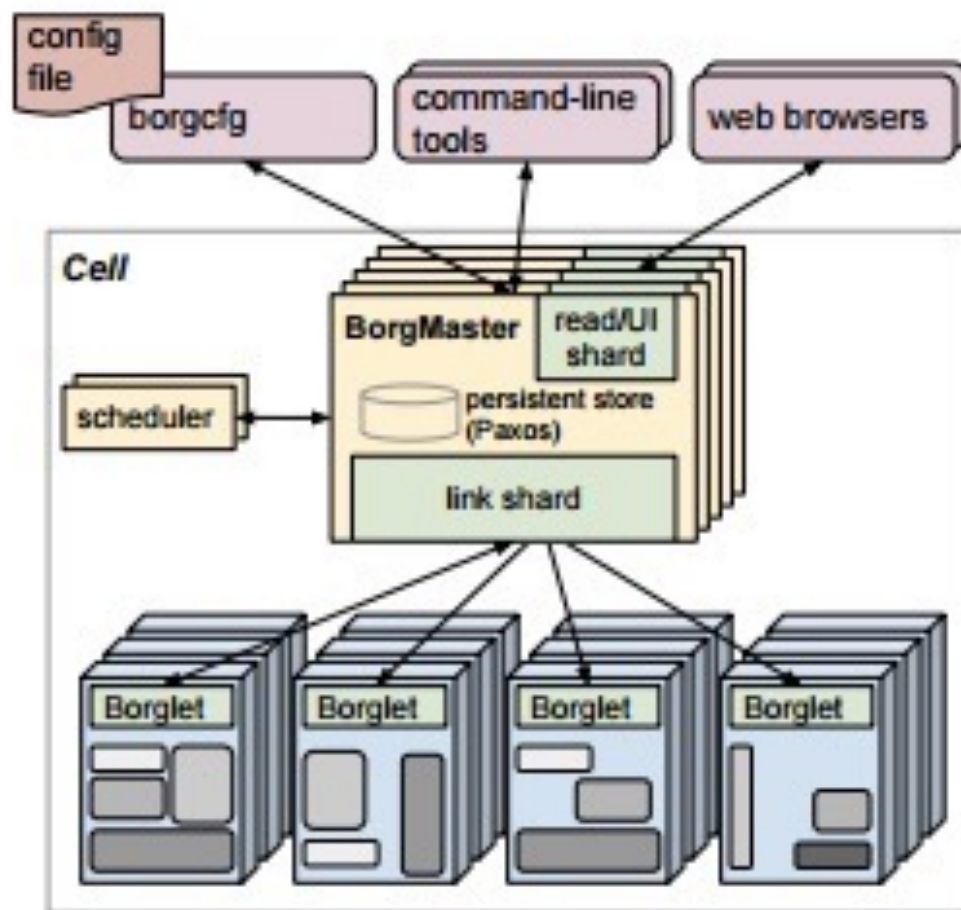 config
file
borgcfg
command-line
tools
web browsers
Cell
BorgMaster
read/UI
shard
scheduler
persistent store
(Paxos)
link shard
Borglet
Borglet
Borglet
Borglet